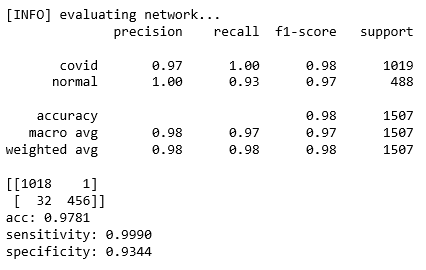 [INFO] evaluating network...
precision recall f1-score support
covid 0.97 1.00 0.98 1019
normal 1.00 0.93 0.97 488
accuracy 0.98 1507
macro avg 0.98 0.97 0.97 1507
weighted avg 0.98 0.98 0.98 1507
[[1018 1]
[ 32 456]]
acc: 0.9781
sensitivity: 0.9990
specificity: 0.9344